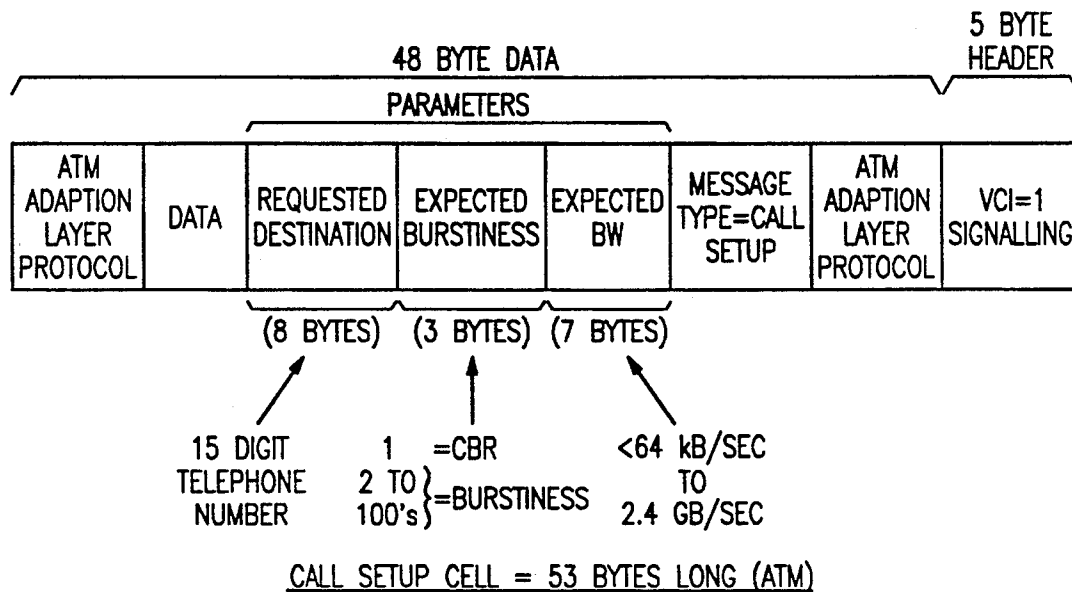 5 BYTE
HEADER
48 BYTE DATA
PARAMETERS
ATM
ADAPTION
LAYER
PROTOCOL
DATA
REQUESTED
DESTINATION
EXPECTED
BURSTINESS
EXPECTED
BW
MESSAGE
TYPE=CALL
SETUP
ATM
ADAPTION
LAYER
PROTOCOL
VCI=1
SIGNALLING
(8 BYTES)
(3 BYTES)
(7 BYTES)
15 DIGIT
TELEPHONE
NUMBER
1 =CBR
2 TO
100's
}=BURSTINESS
<64 kB/SEC
TO
2.4 GB/SEC
CALL SETUP CELL = 53 BYTES LONG (ATM)